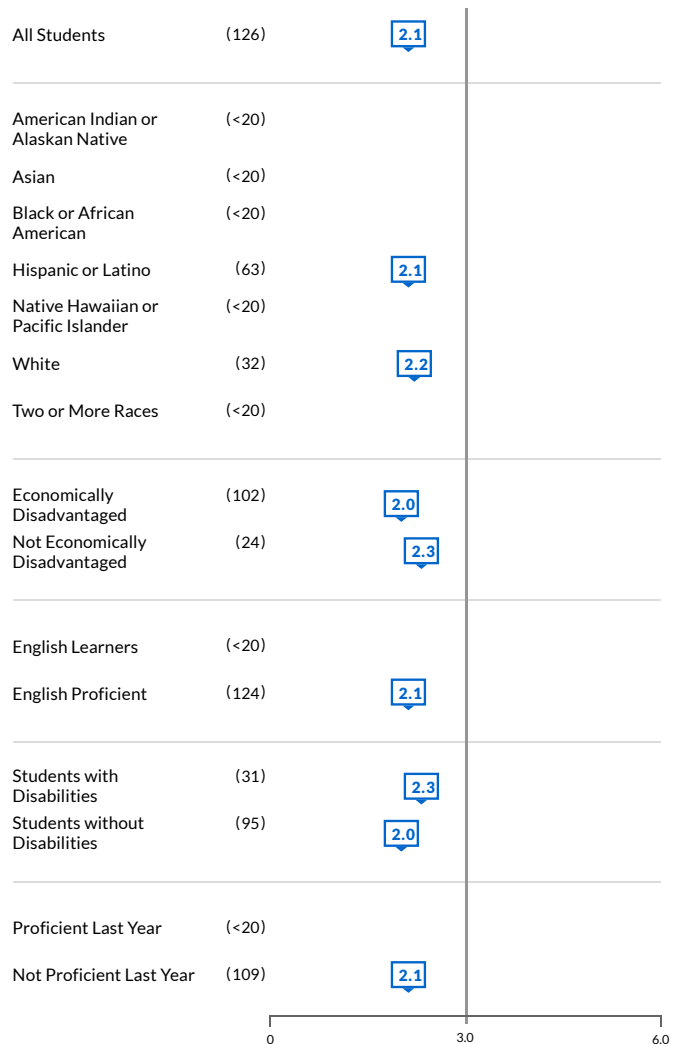 All Students (126) 2.1
American Indian or (<20)
Alaskan Native
Asian (<20)
Black or African (<20)
American
Hispanic or Latino (63) 2.1
Native Hawaiian or (<20)
Pacific Islander
White (32) 2.2
Two or More Races (<20)
Economically (102) 2.0
Disadvantaged
Not Economically (24) 2.3
Disadvantaged
English Learners (<20)
English Proficient (124) 2.1
Students with (31) 2.3
Disabilities
Students without (95) 2.0
Disabilities
Proficient Last Year (<20)
Not Proficient Last Year (109) 2.1
0 3.0 6.0